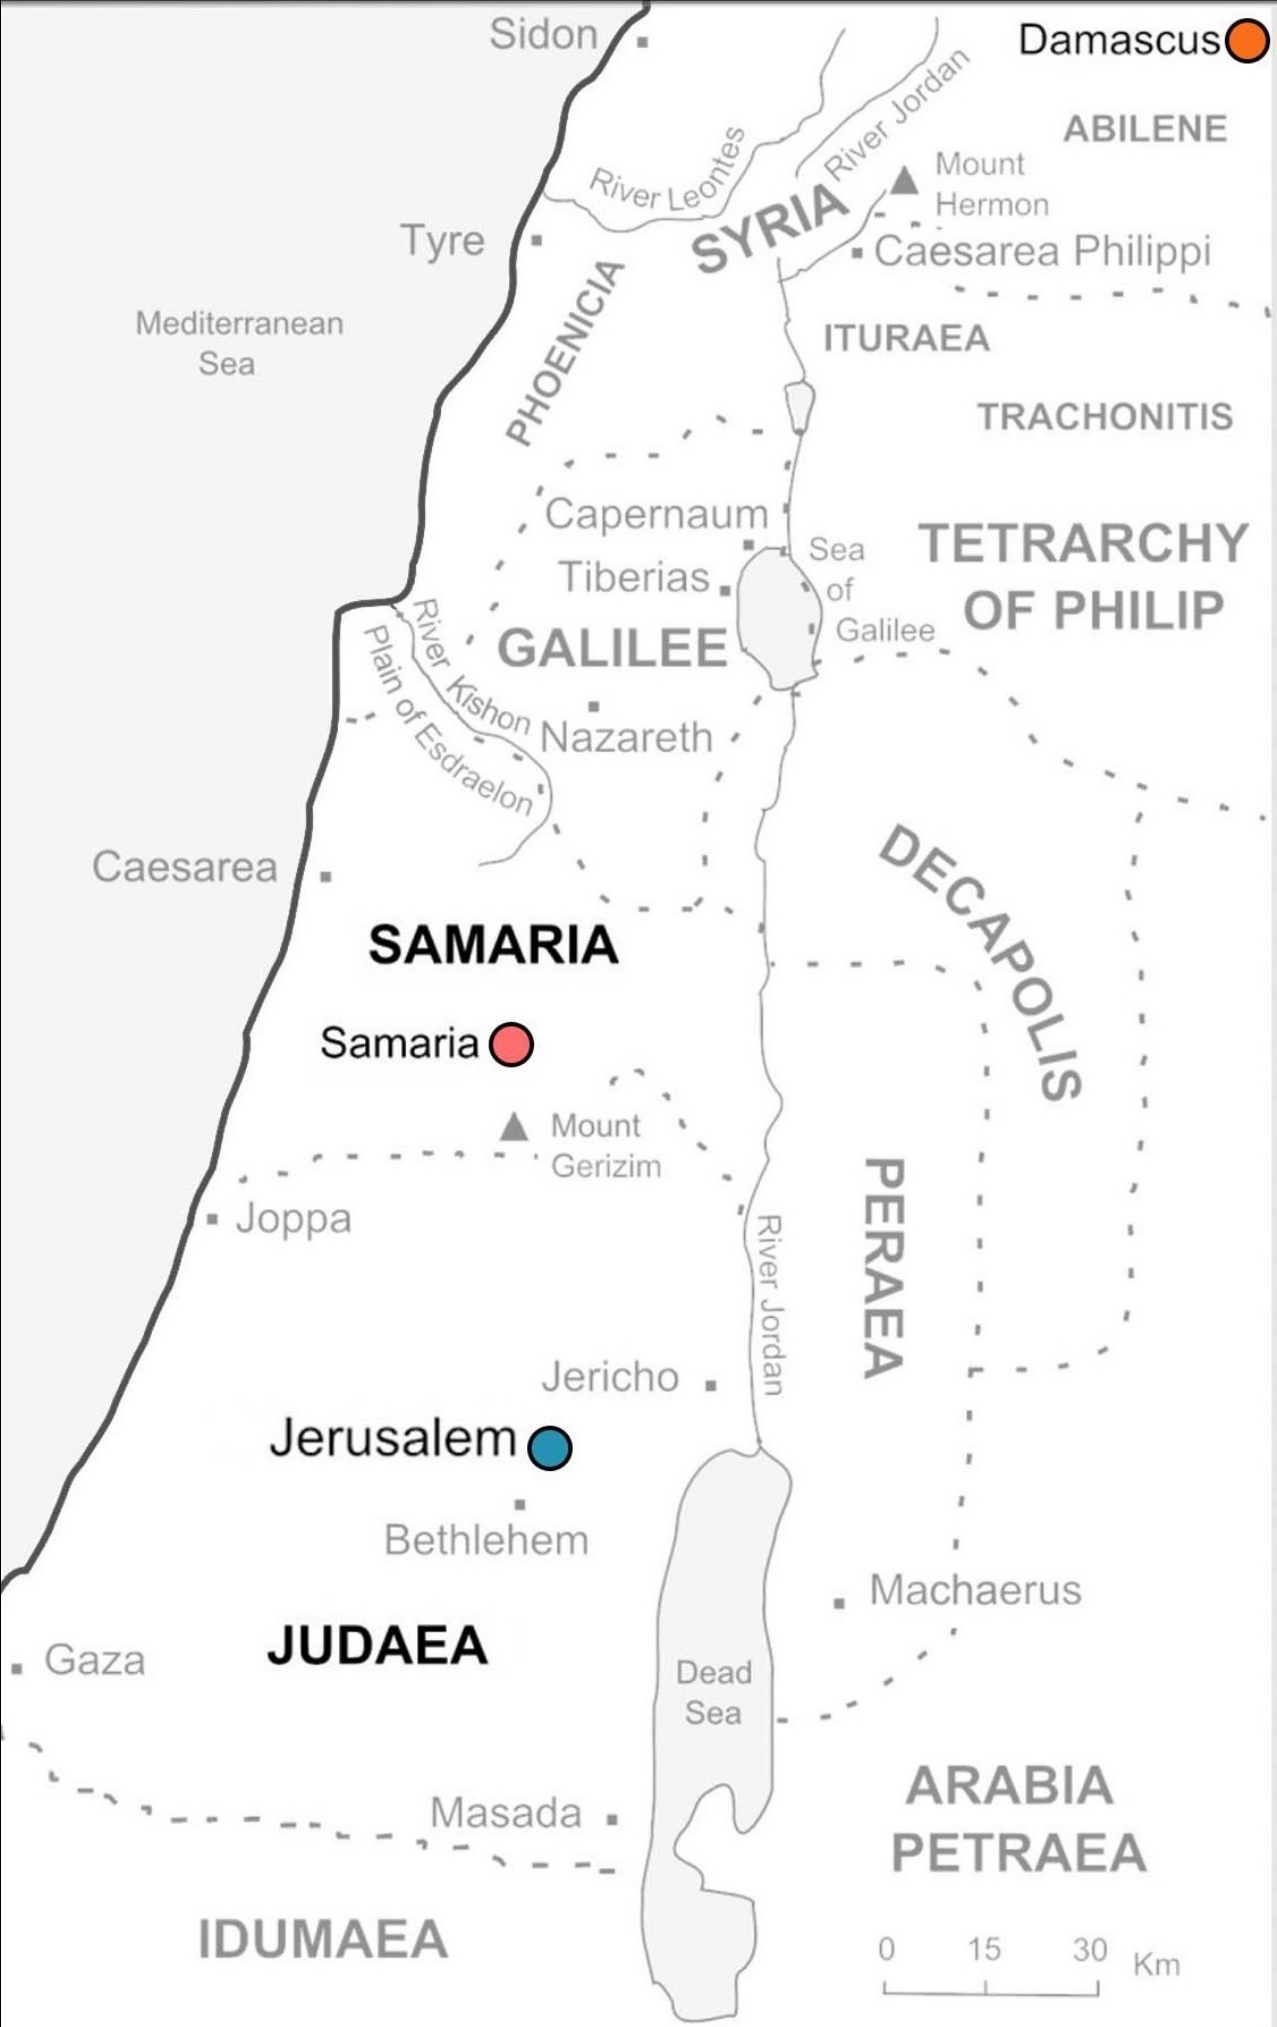 Sidon
Damascus
River Jordan
ABILENE
River Leontes
Mount
Hermon
SYRIA
Tyre
Caesarea Philippi
PHOENICIA
Mediterranean
Sea
ITURAEA
TRACHONITIS
Capernaum
Sea
of
Galilee
TETRARCHY
OF PHILIP
Tiberias
GALILEE
River Kishon
Plain of Esdraelon
Nazareth
Caesarea
DECAPOLIS
SAMARIA
Samaria
Mount
Gerizim
Joppa
PERAEA
River Jordan
Jericho
Jerusalem
Bethlehem
Machaerus
JUDAEA
Gaza
Dead
Sea
ARABIA
PETRAEA
Masada
IDUMAEA
0 15 30 Km